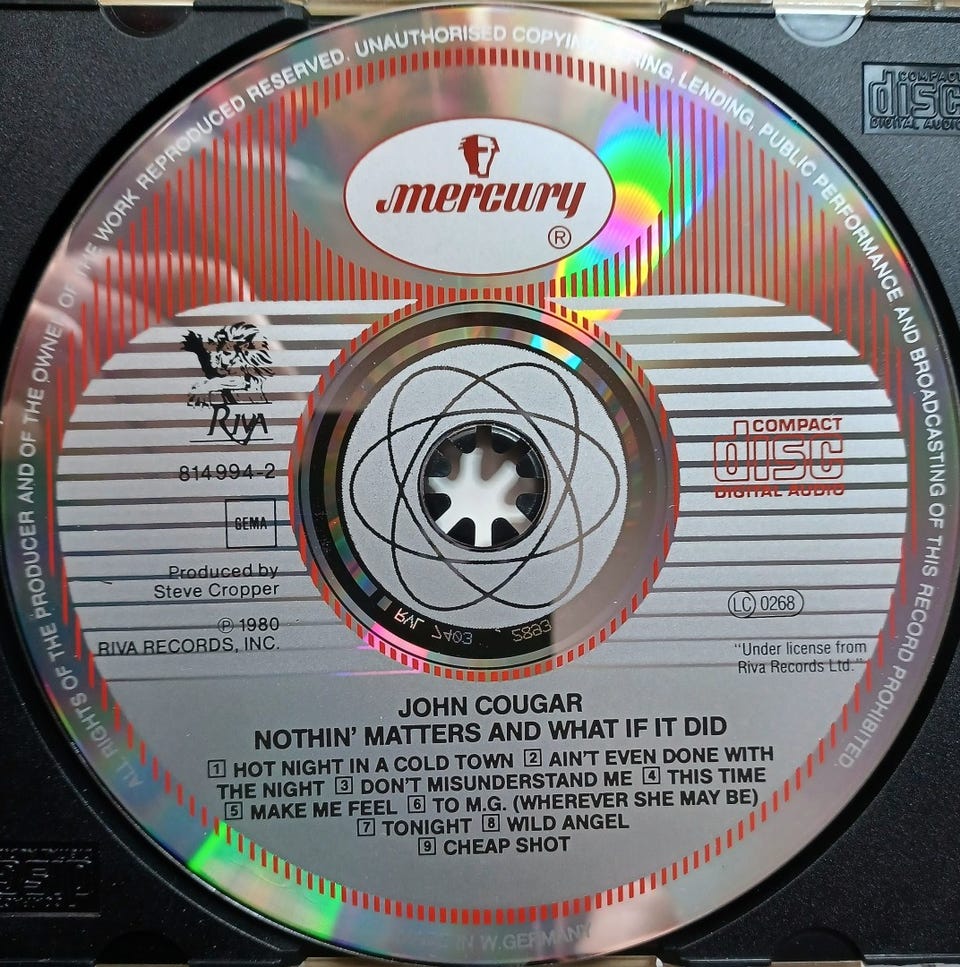 ALL RIGHTS OF THE PRODUCER AND OF THE OWNER OF THE WORK REPRODUCED RESERVED. UNAUTHORISED COPYING, HIRING, LENDING, PUBLIC PERFORMANCE AND BROADCASTING OF THIS RECORD PROHIBITED.
mercury
®
COMPACT
disc
DIGITAL AUDIO
RIVA
814994-2
GEMA
Produced by
Steve Cropper
℗ 1980
RIVA RECORDS, INC.
COMPACT
disc
DIGITAL AUDIO
LC 0268
"Under license from
Riva Records Ltd."
2893
JOHN COUGAR
NOTHIN' MATTERS AND WHAT IF IT DID
1 HOT NIGHT IN A COLD TOWN 2 AIN'T EVEN DONE WITH
THE NIGHT 3 DON'T MISUNDERSTAND ME 4 THIS TIME
5 MAKE ME FEEL 6 TO M.G. (WHEREVER SHE MAY BE)
7 TONIGHT 8 WILD ANGEL
9 CHEAP SHOT
MADE IN W.GERMANY